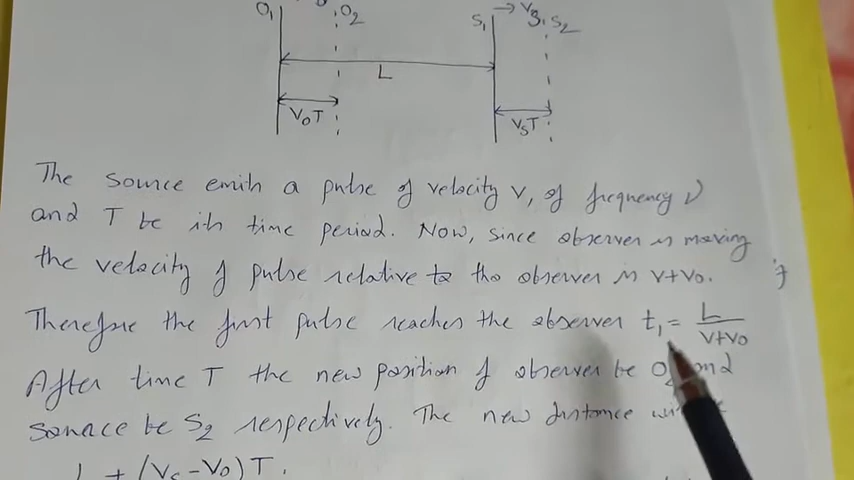 O₁ O₂ S₁ → Vs S₂
L
V₀T VsT
The source emits a pulse of velocity v, of frequency ν
and T be its time period. Now, since observer is moving
the velocity of pulse relative to the observer is v+v₀.
Therefore the first pulse reaches the observer t₁ = L / v+v₀
After time T the new position of observer be O₂ and
source be S₂ respectively. The new distance
L + (Vs - V₀)T.